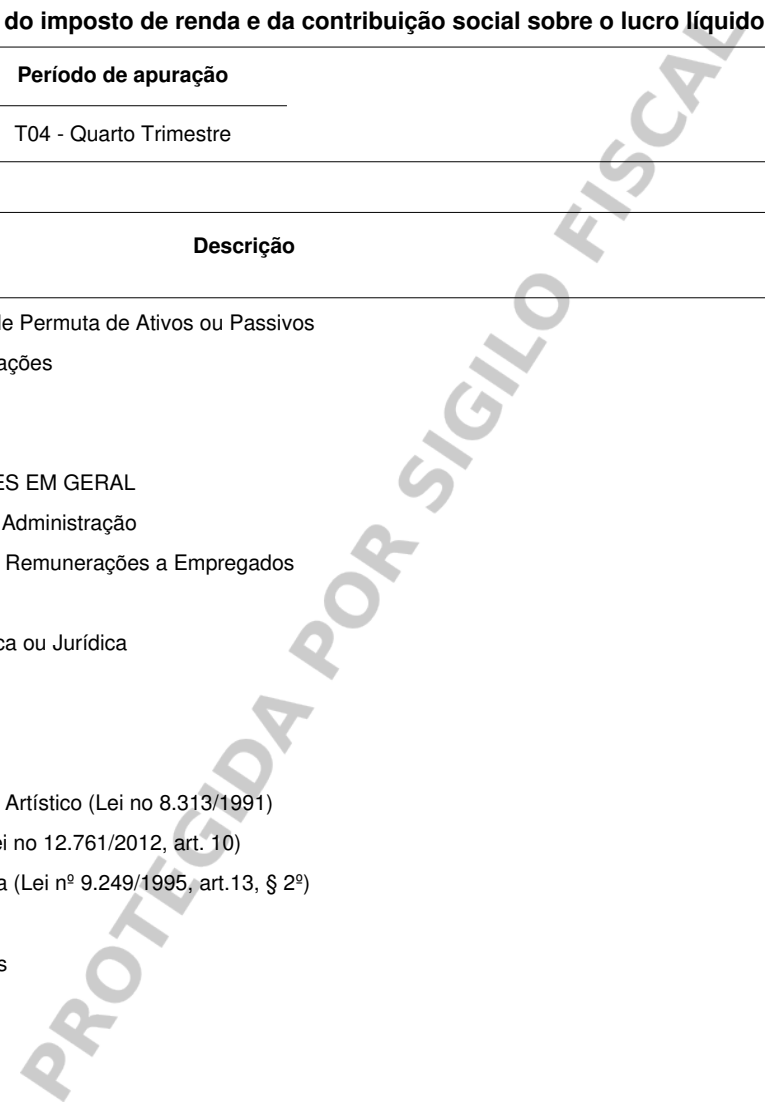 do imposto de renda e da contribuição social sobre o lucro líquido
Período de apuração
T04 - Quarto Trimestre
Descrição
de Permuta de Ativos ou Passivos
ações
ES EM GERAL
Administração
Remunerações a Empregados
ca ou Jurídica
Artístico (Lei no 8.313/1991)
ei no 12.761/2012, art. 10)
a (Lei nº 9.249/1995, art.13, § 2º)
s
PROTEGIDA POR SIGILO FISCAL